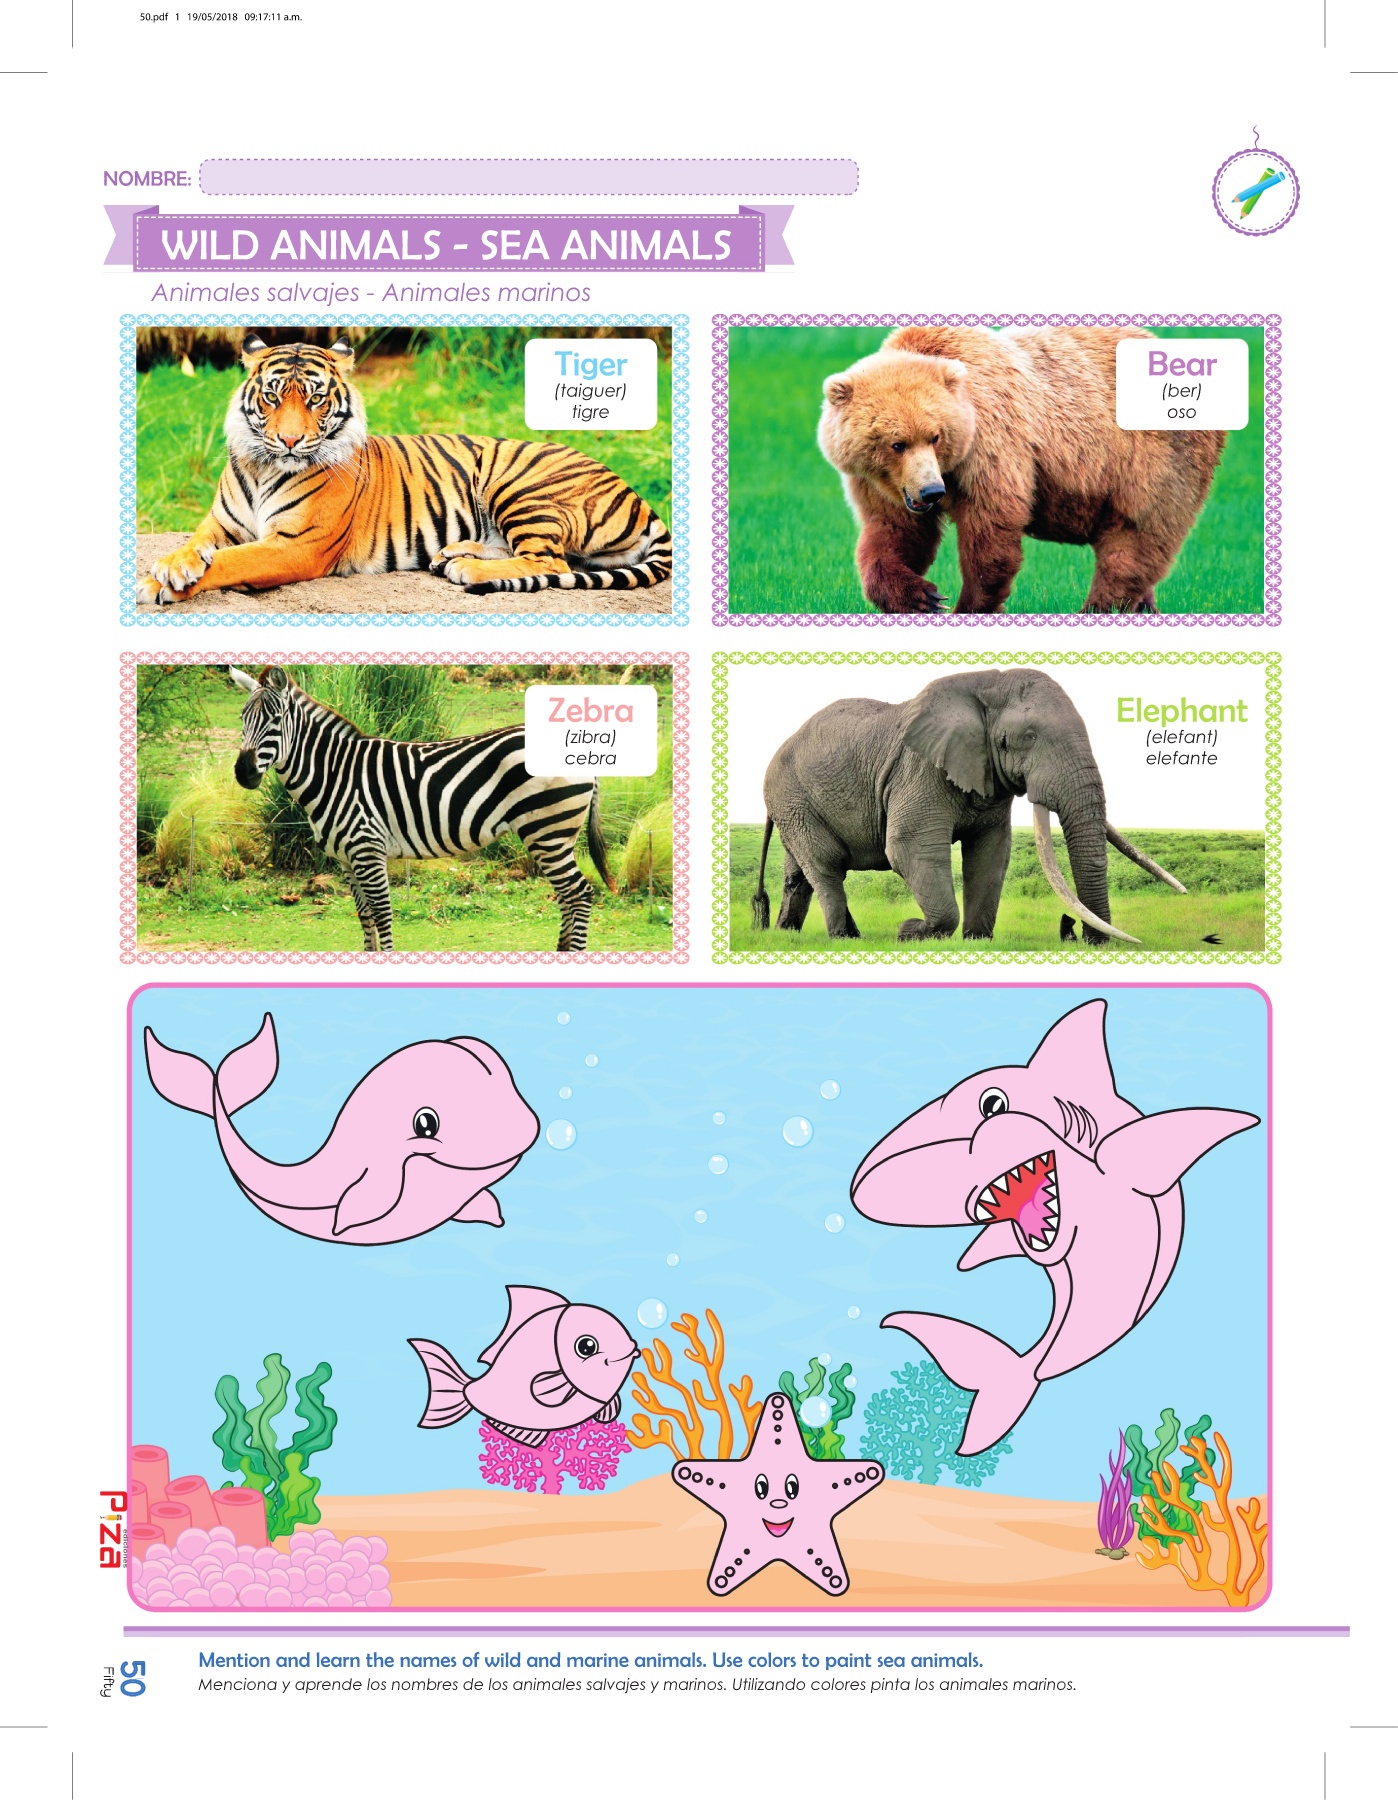 50.pdf 1 19/05/2018 09:17:11 a.m.
NOMBRE:
WILD ANIMALS - SEA ANIMALS
Animales salvajes - Animales marinos
Tiger
(taiguer)
tigre
Bear
(ber)
oso
Zebra
(zibra)
cebra
Elephant
(elefant)
elefante
Piza
ediciones
50
Fifty
Mention and learn the names of wild and marine animals. Use colors to paint sea animals.
Menciona y aprende los nombres de los animales salvajes y marinos. Utilizando colores pinta los animales marinos.